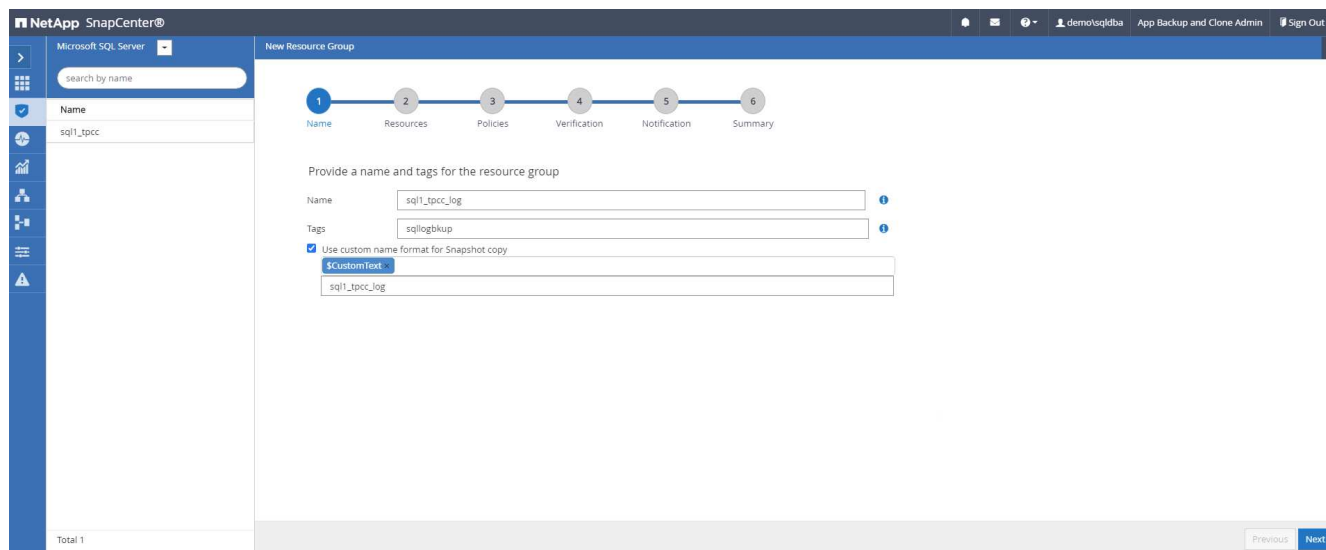 NetApp SnapCenter®
demo\sqldba App Backup and Clone Admin Sign Out
Microsoft SQL Server
search by name
Name
sql1_tpcc
Total 1
New Resource Group
1 2 3 4 5 6
Name Resources Policies Verification Notification Summary
Provide a name and tags for the resource group
Name sql1_tpcc_log
Tags sqllogbkup
Use custom name format for Snapshot copy
$CustomText ×
sql1_tpcc_log
Previous Next